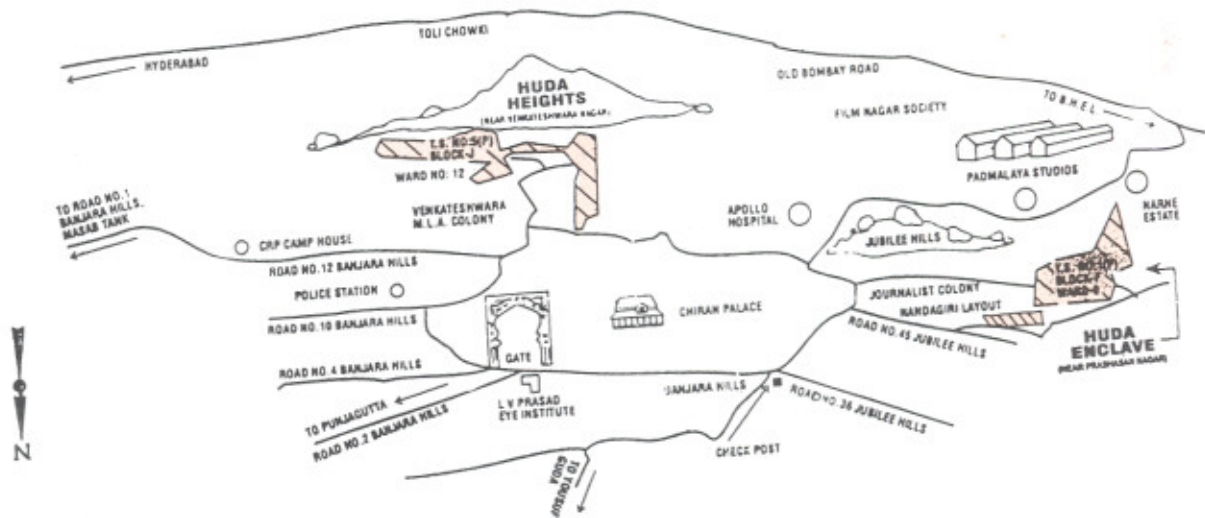 TOLI CHOWKI
HYDERABAD
OLD BOMBAY ROAD
TO B.H.E.L.
HUDA
HEIGHTS
(NEAR VENKATESHWARA NAGAR)
FILM NAGAR SOCIETY
T.S. NO:5(P)
BLOCK-J
WARD NO: 12
PADMALAYA STUDIOS
TO ROAD NO.1
BANJARA HILLS,
MASAB TANK
VENKATESHWARA
M.L.A. COLONY
APOLLO
HOSPITAL
NARNE
ESTATE
CRP CAMP HOUSE
JUBILEE HILLS
ROAD NO.12 BANJARA HILLS
T.S. NO:1(P)
BLOCK-F
POLICE STATION
JOURNALIST COLONY
CHIRAN PALACE
NANDAGIRI LAYOUT
ROAD NO.10 BANJARA HILLS
ROAD NO.45 JUBILEE HILLS
HUDA
ENCLAVE
(NEAR PRASHASAN NAGAR)
GATE
ROAD NO.4 BANJARA HILLS
BANJARA HILLS
TO PUNJAGUTTA
L V PRASAD
EYE INSTITUTE
ROAD NO.36 JUBILEE HILLS
ROAD NO.2 BANJARA HILLS
CHECK POST
N
TO YOUSUF
GUDA